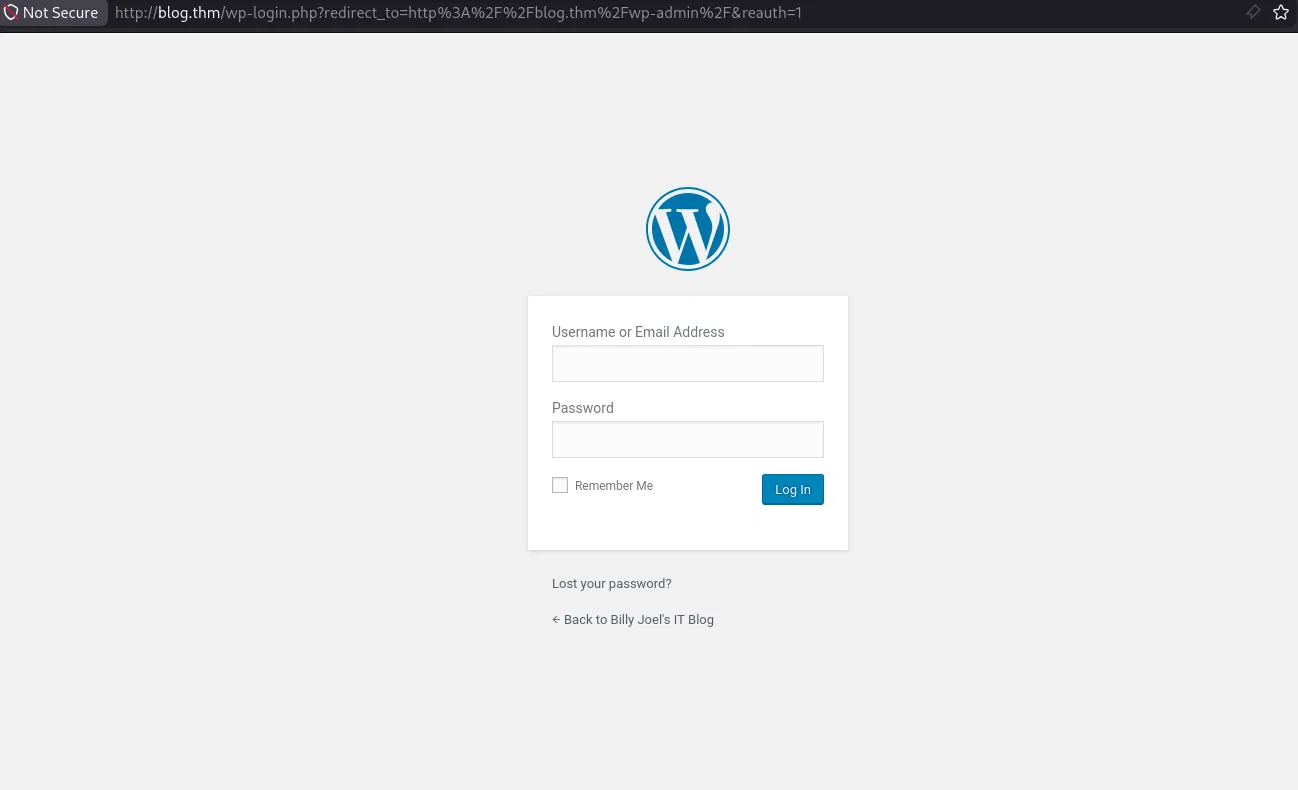 Not Secure http://blog.thm/wp-login.php?redirect_to=http%3A%2F%2Fblog.thm%2Fwp-admin%2F&reauth=1
Username or Email Address
Password
Remember Me Log In
Lost your password?
← Back to Billy Joel's IT Blog